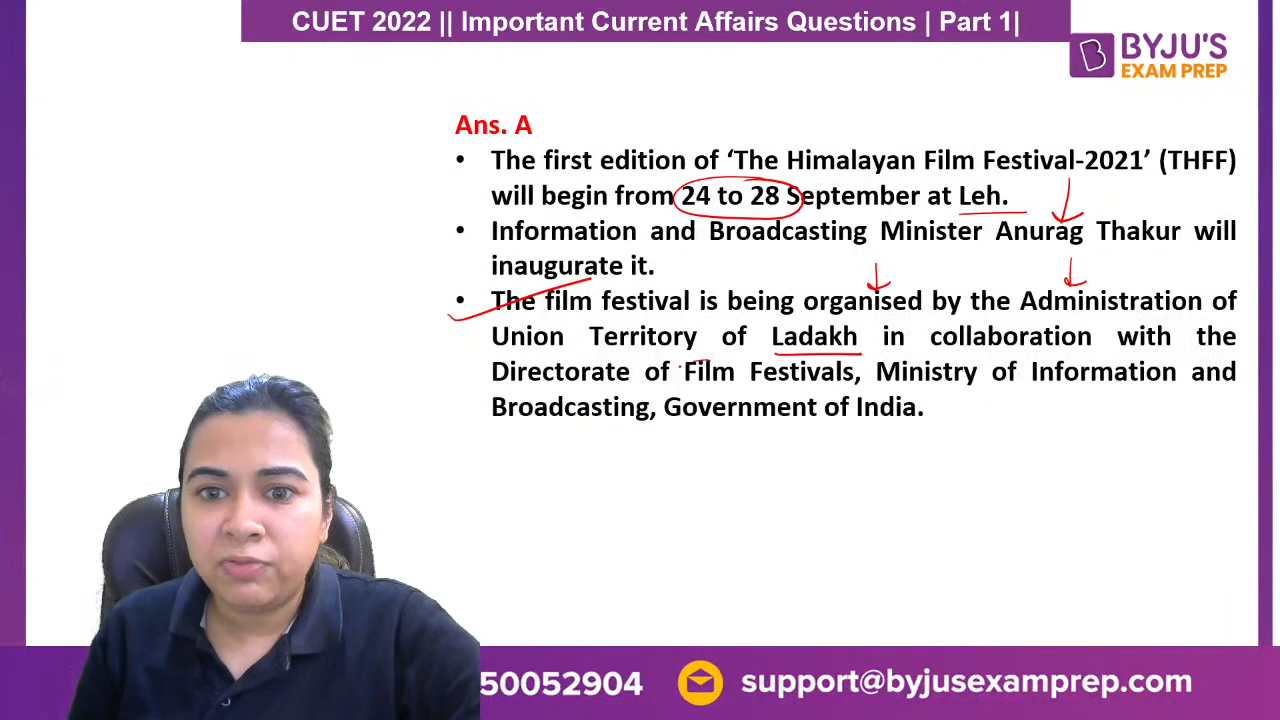 CUET 2022 || Important Current Affairs Questions | Part 1|
BYJU'S
EXAM PREP
Ans. A
• The first edition of ‘The Himalayan Film Festival-2021’ (THFF)
will begin from 24 to 28 September at Leh.
• Information and Broadcasting Minister Anurag Thakur will
inaugurate it.
• The film festival is being organised by the Administration of
Union Territory of Ladakh in collaboration with the
Directorate of Film Festivals, Ministry of Information and
Broadcasting, Government of India.
50052904 support@byjusexamprep.com